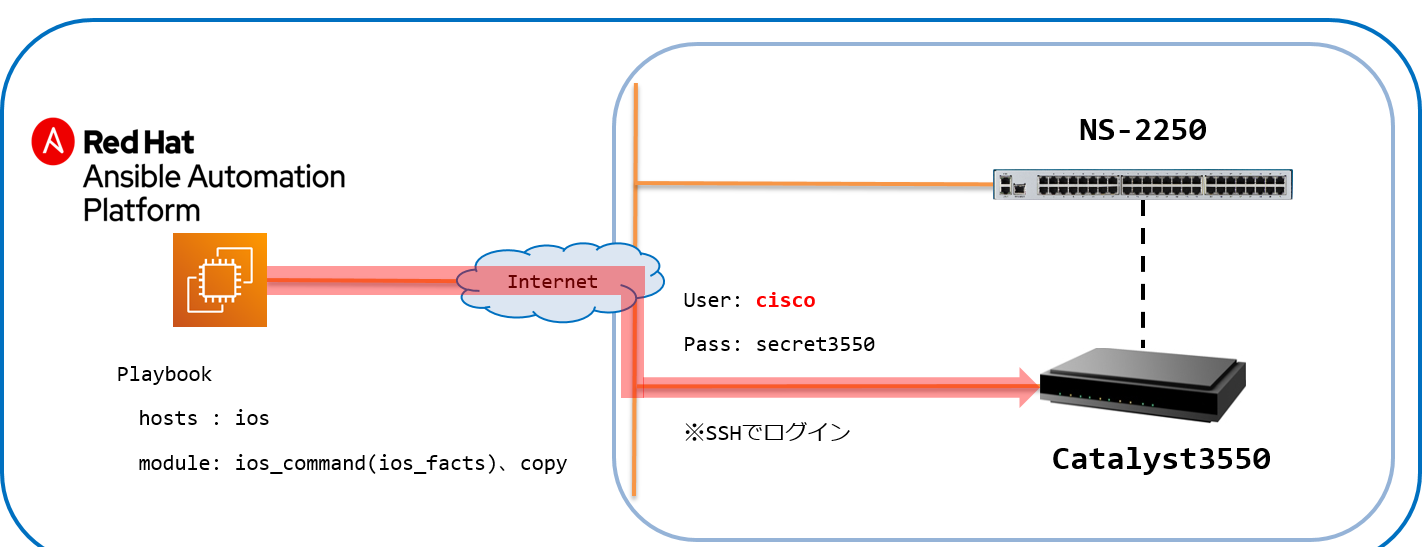 Red Hat
Ansible Automation
Platform
NS-2250
Internet
User: cisco
Pass: secret3550
Playbook
hosts : ios
module: ios_command(ios_facts)、copy
※SSHでログイン
Catalyst3550